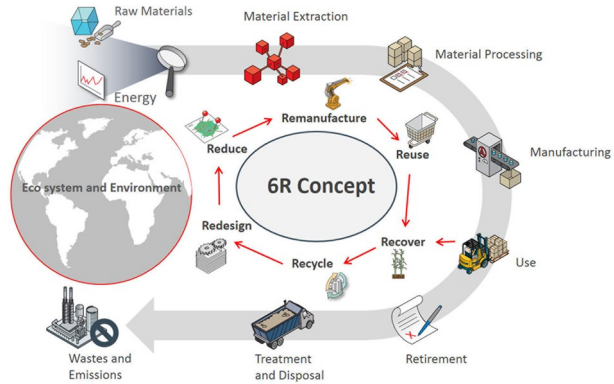 Raw Materials
Material Extraction
Material Processing
Energy
Remanufacture
Reduce
Reuse
Manufacturing
Eco system and Environment
6R Concept
Redesign
Recover
Recycle
Use
Wastes and
Emissions
Treatment
and Disposal
Retirement